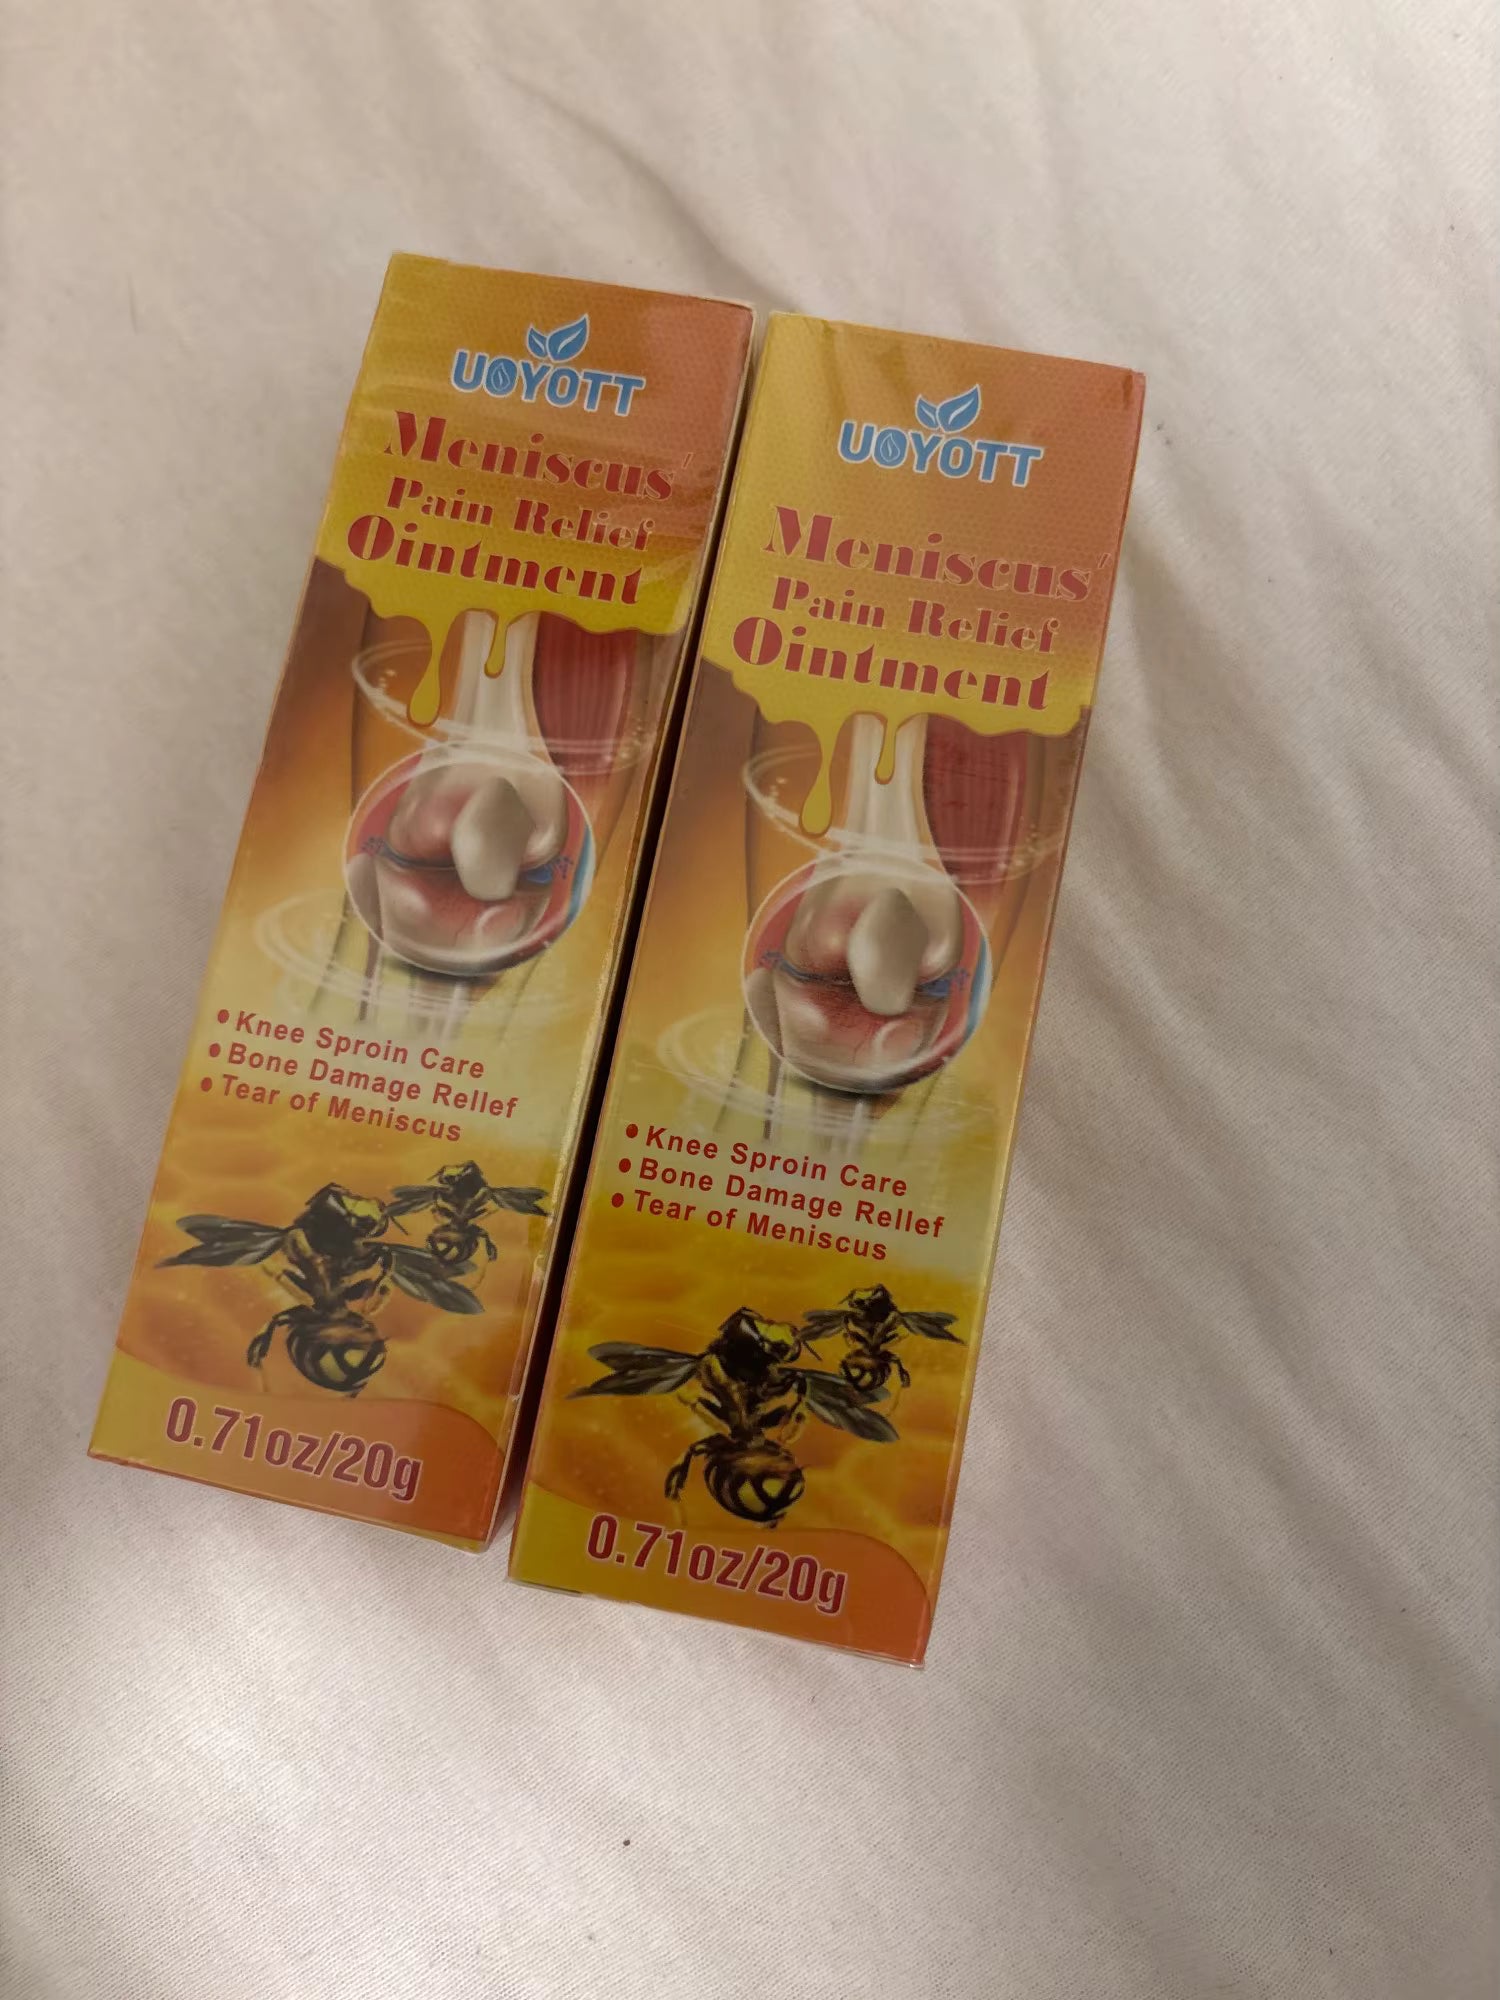 UOYOTT
Meniscus'
Pain Relief
Ointment
• Knee Sproin Care
• Bone Damage Rellef
• Tear of Meniscus
0.71oz/20g
UOYOTT
Meniscus'
Pain Relief
Ointment
• Knee Sproin Care
• Bone Damage Rellef
• Tear of Meniscus
0.71oz/20g